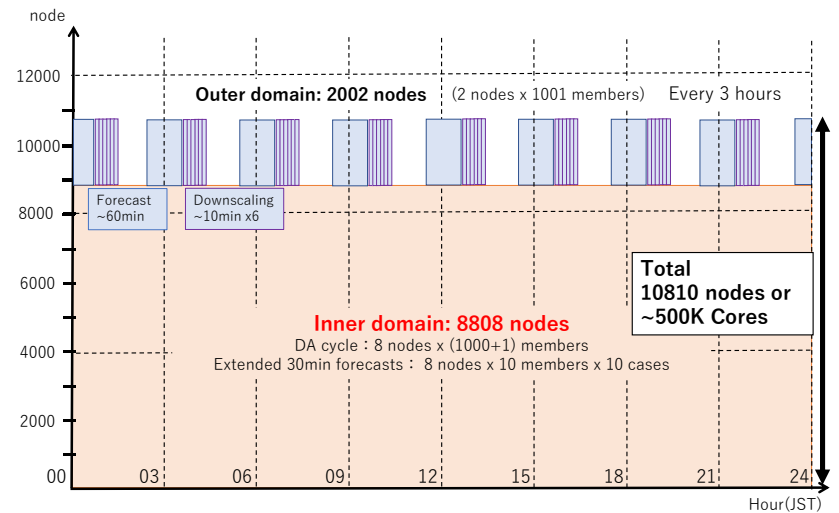 node
12000
Outer domain: 2002 nodes (2 nodes x 1001 members) Every 3 hours
10000
Forecast
~60min
Downscaling
~10min x6
8000
Total
10810 nodes or
~500K Cores
6000
Inner domain: 8808 nodes
DA cycle：8 nodes x (1000+1) members
Extended 30min forecasts： 8 nodes x 10 members x 10 cases
4000
2000
00 03 06 09 12 15 18 21 24
Hour(JST)